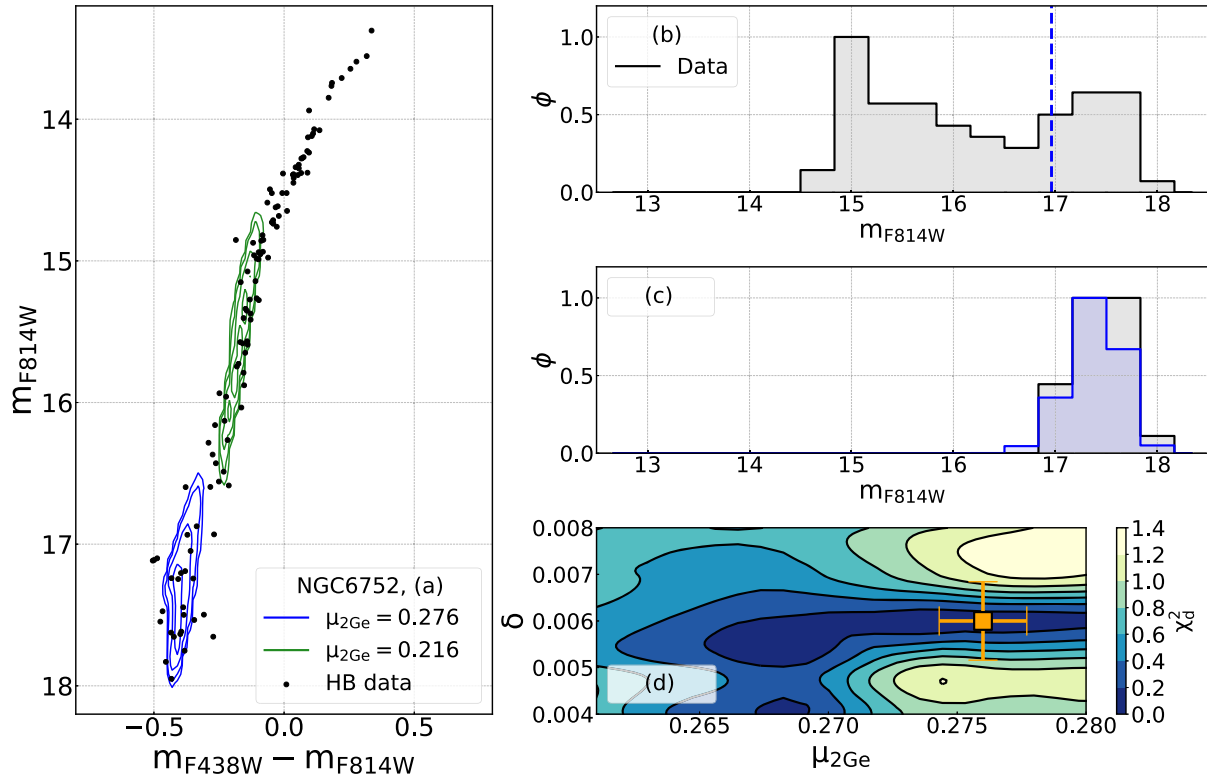 14
15
16
17
18
m_F814W
−0.5 0.0 0.5
m_F438W − m_F814W
NGC6752, (a)
μ_2Ge = 0.276
μ_2Ge = 0.216
HB data
1.0
0.5
0.0
ϕ
(b)
Data
13 14 15 16 17 18
m_F814W
1.0
0.5
0.0
ϕ
(c)
13 14 15 16 17 18
m_F814W
0.008
0.007
0.006
0.005
0.004
δ
(d)
0.265 0.270 0.275 0.280
μ_2Ge
1.4
1.2
1.0
0.8
0.6
0.4
0.2
0.0
χ²_d